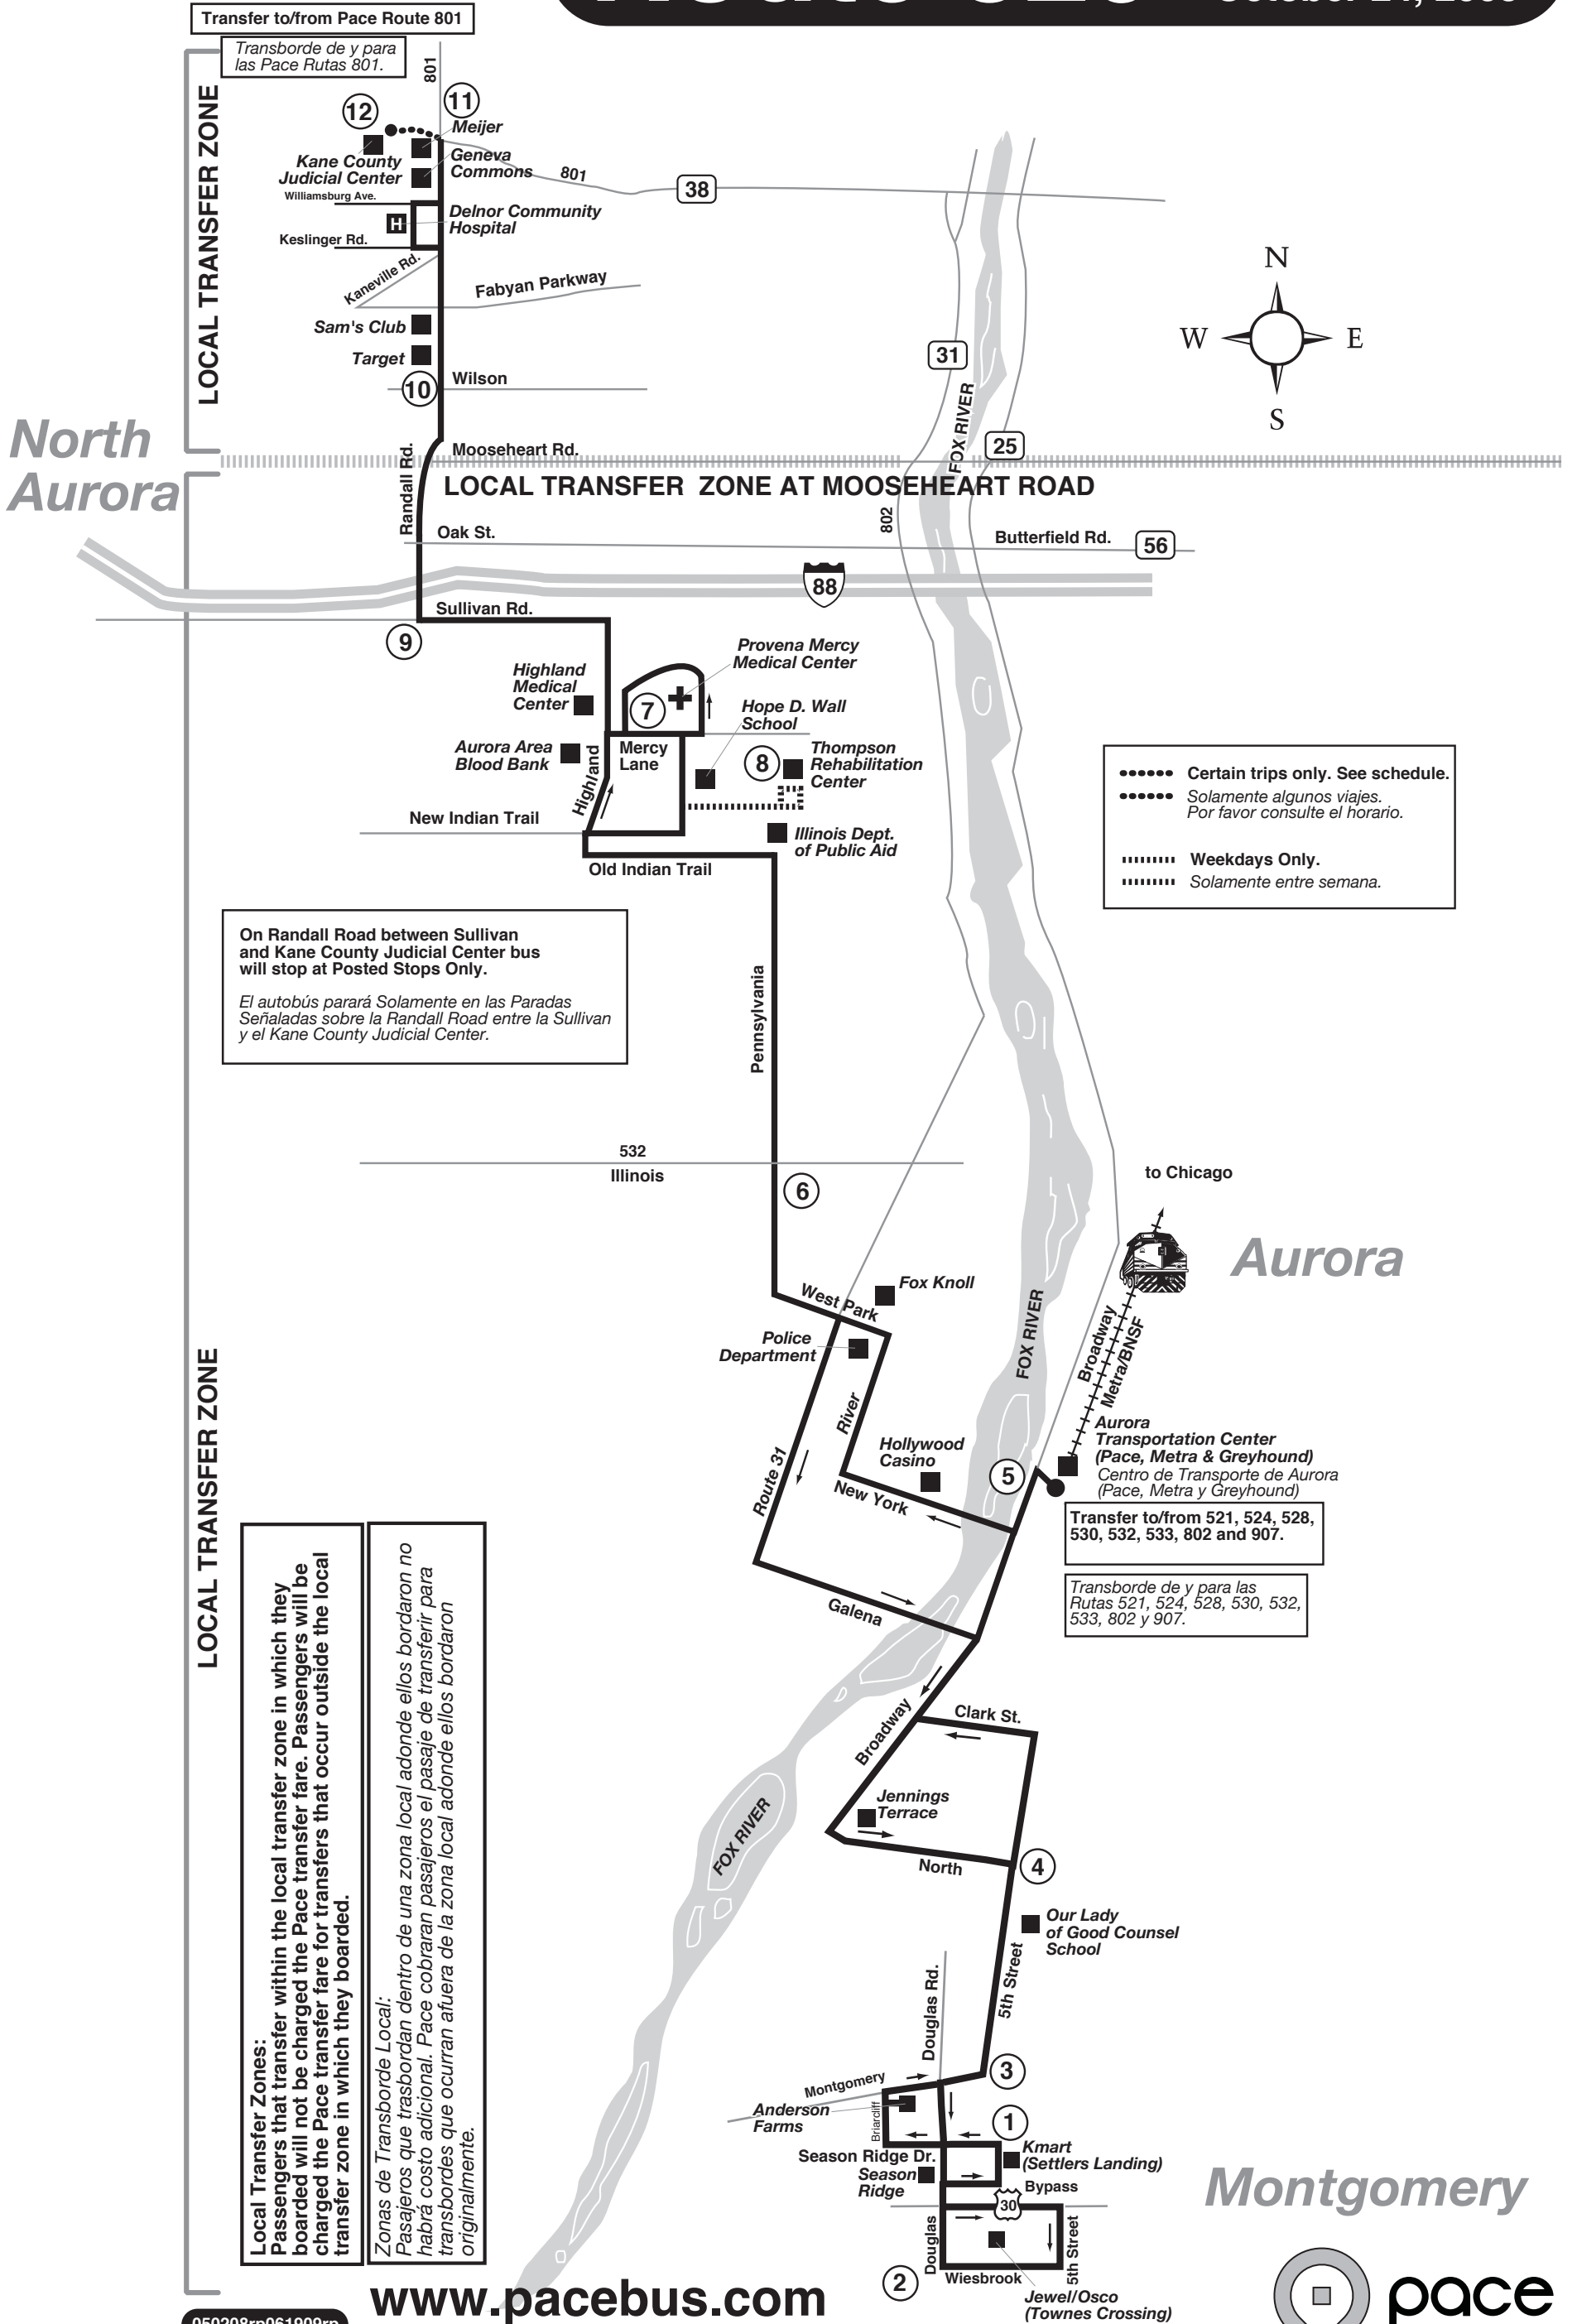 Transfer to/from Pace Route 801
Transborde de y para
las Pace Rutas 801.
LOCAL TRANSFER ZONE
801
12
11
Meijer
Kane County
Judicial Center
Geneva
Commons
801
38
Williamsburg Ave.
H
Delnor Community
Hospital
Keslinger Rd.
Kaneville Rd.
Fabyan Parkway
Sam's Club
Target
10
Wilson
31
FOX RIVER
25
N
W
E
S
North
Aurora
Randall Rd.
Mooseheart Rd.
LOCAL TRANSFER ZONE AT MOOSEHEART ROAD
802
Oak St.
Butterfield Rd.
56
88
Sullivan Rd.
9
Highland
Medical
Center
Provena Mercy
Medical Center
7
Hope D. Wall
School
Aurora Area
Blood Bank
Highland
Mercy
Lane
8
Thompson
Rehabilitation
Center
New Indian Trail
Illinois Dept.
of Public Aid
Old Indian Trail
Certain trips only. See schedule.
Solamente algunos viajes.
Por favor consulte el horario.
Weekdays Only.
Solamente entre semana.
On Randall Road between Sullivan
and Kane County Judicial Center bus
will stop at Posted Stops Only.
El autobús parará Solamente en las Paradas
Señaladas sobre la Randall Road entre la Sullivan
y el Kane County Judicial Center.
Pennsylvania
532
Illinois
6
to Chicago
Aurora
West Park
Fox Knoll
Police
Department
River
Route 31
FOX RIVER
Broadway
Metra/BNSF
Hollywood
Casino
5
New York
Aurora
Transportation Center
(Pace, Metra & Greyhound)
Centro de Transporte de Aurora
(Pace, Metra y Greyhound)
Transfer to/from 521, 524, 528,
530, 532, 533, 802 and 907.
Transborde de y para las
Rutas 521, 524, 528, 530, 532,
533, 802 y 907.
Galena
LOCAL TRANSFER ZONE
Local Transfer Zones:
Passengers that transfer within the local transfer zone in which they
boarded will not be charged the Pace transfer fare. Passengers will be
charged the Pace transfer fare for transfers that occur outside the local
transfer zone in which they boarded.
Zonas de Transborde Local:
Pasajeros que trasbordan dentro de una zona local adonde ellos bordaron no
habrá costo adicional. Pace cobraran pasajeros el pasaje de transferir para
transbordes que ocurran afuera de la zona local adonde ellos bordaron
originalmente.
Broadway
Clark St.
Jennings
Terrace
FOX RIVER
North
4
Our Lady
of Good Counsel
School
5th Street
Douglas Rd.
3
Montgomery
Anderson
Farms
Briarcliff
1
Season Ridge Dr.
Kmart
(Settlers Landing)
Season
Ridge
Bypass
30
Montgomery
Douglas
5th Street
2
Wiesbrook
Jewel/Osco
(Townes Crossing)
www.pacebus.com
pace